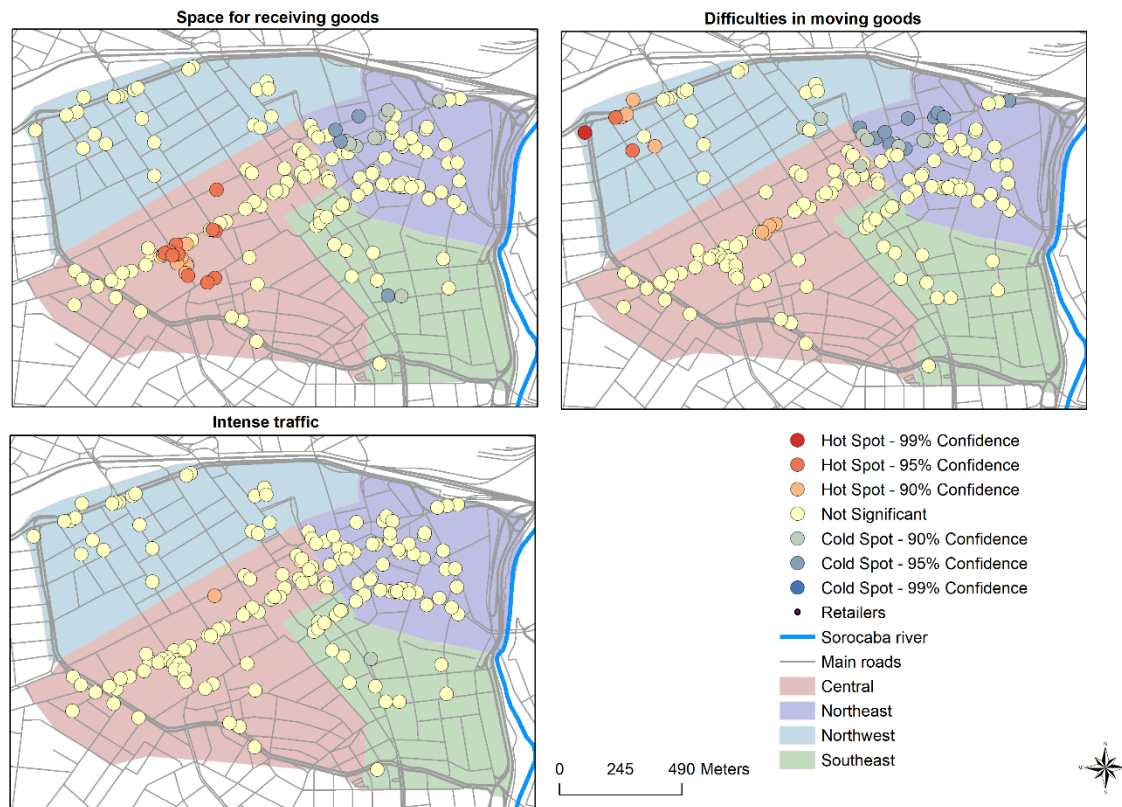 Space for receiving goods
Difficulties in moving goods
Intense traffic
Hot Spot - 99% Confidence
Hot Spot - 95% Confidence
Hot Spot - 90% Confidence
Not Significant
Cold Spot - 90% Confidence
Cold Spot - 95% Confidence
Cold Spot - 99% Confidence
Retailers
Sorocaba river
Main roads
Central
Northeast
Northwest
Southeast
0 245 490 Meters
N
W E
S